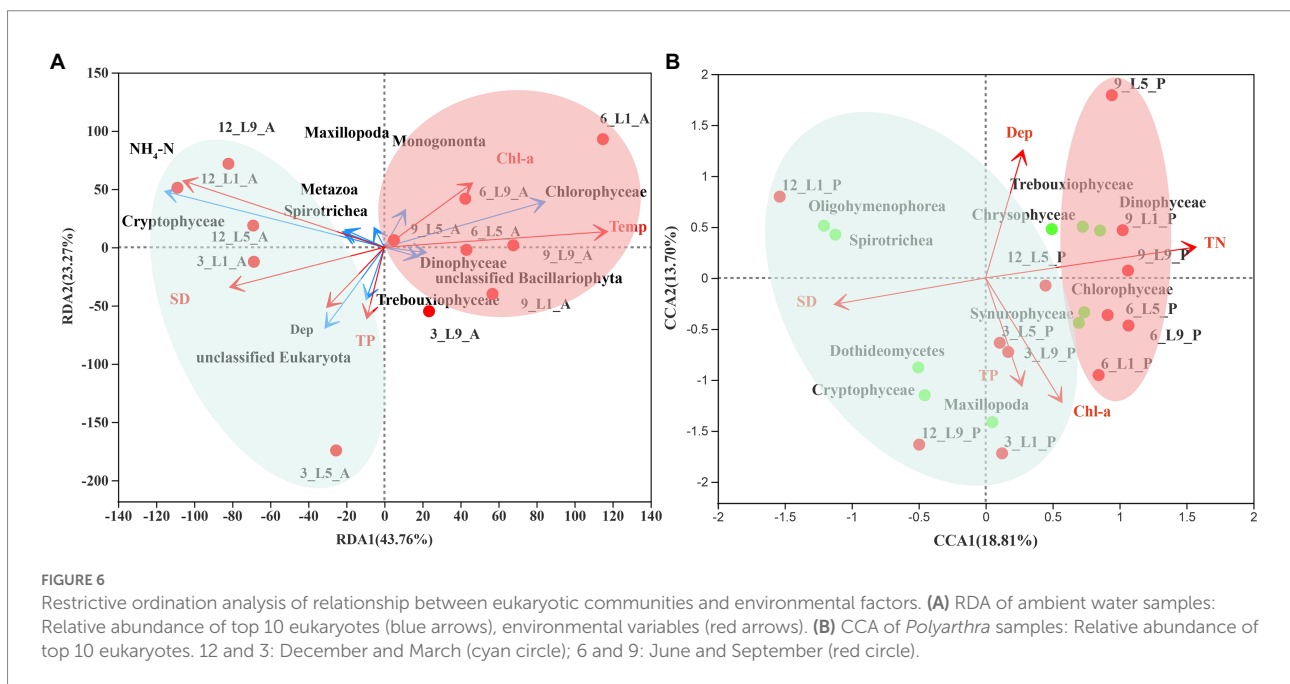 A
B
150
100
50
0
-50
-100
-150
-200
RDA2(23.27%)
-140 -120 -100 -80 -60 -40 -20 0 20 40 60 80 100 120 140
RDA1(43.76%)
12_L9_A
NH4-N
12_L1_A
Cryptophyceae
12_L5_A
3_L1_A
SD
Maxillopoda
Monogononta
6_L1_A
Chl-a
Metazoa
6_L9_A
Chlorophyceae
Spirotrichea
9_L5_A
6_L5_A
Temp
9_L9_A
Dinophyceae
unclassified Bacillariophyta
Trebouxiophyceae
9_L1_A
Dep
TP
3_L9_A
unclassified Eukaryota
3_L5_A
2
1.5
1
0.5
0
-0.5
-1
-1.5
-2
CCA2(13.70%)
-2 -1.5 -1 -0.5 0 0.5 1 1.5 2
CCA1(18.81%)
9_L5_P
Dep
Trebouxiophyceae
12_L1_P
Oligohymenophorea
Chrysophyceae
Dinophyceae
9_L1_P
Spirotrichea
TN
12_L5_P
9_L9_P
SD
Chlorophyceae
Synurophyceae
6_L5_P
3_L5_P
6_L9_P
3_L9_P
Dothideomycetes
TP
6_L1_P
Cryptophyceae
Chl-a
Maxillopoda
12_L9_P
3_L1_P
FIGURE 6
Restrictive ordination analysis of relationship between eukaryotic communities and environmental factors. (A) RDA of ambient water samples:
Relative abundance of top 10 eukaryotes (blue arrows), environmental variables (red arrows). (B) CCA of Polyarthra samples: Relative abundance of
top 10 eukaryotes. 12 and 3: December and March (cyan circle); 6 and 9: June and September (red circle).